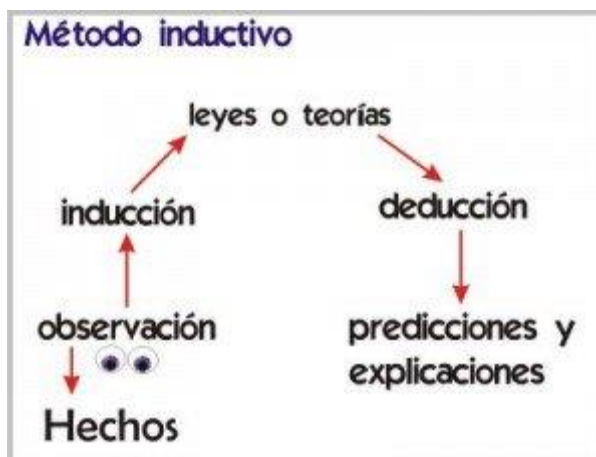 Método inductivo
leyes o teorías
inducción
deducción
observación
predicciones y
explicaciones
Hechos